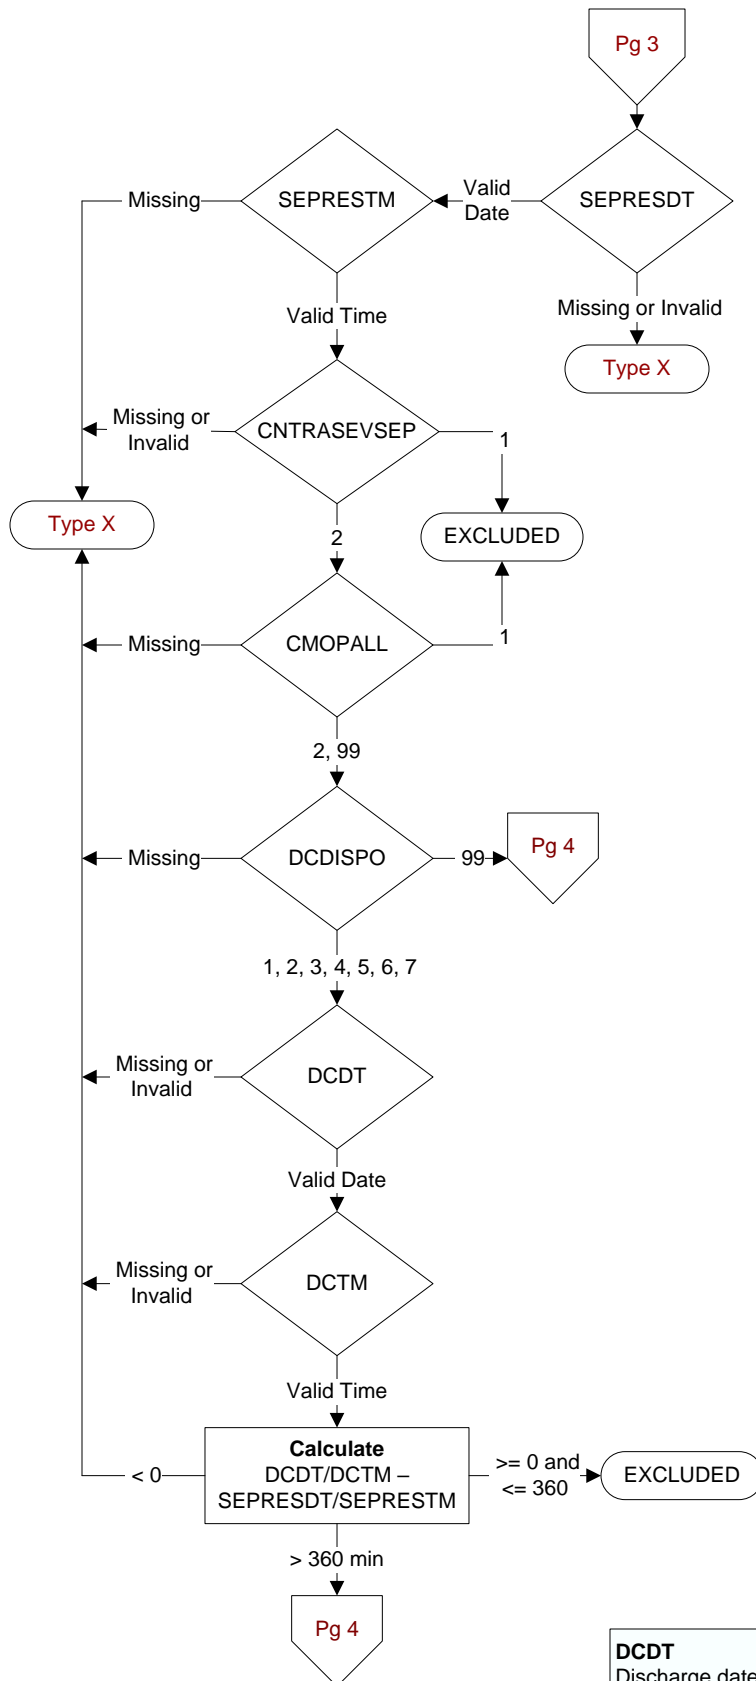 Pg 3
SEPRESTM
Missing
Valid
Date
SEPRESDT
Valid Time
Missing or Invalid
Type X
Missing or
Invalid
CNTRASEVSEP
1
Type X
2
EXCLUDED
Missing
CMOPALL
1
2, 99
Missing
DCDISPO
99
Pg 4
1, 2, 3, 4, 5, 6, 7
Missing or
Invalid
DCDT
Valid Date
Missing or
Invalid
DCTM
Valid Time
Calculate
DCDT/DCTM –
SEPRESDT/SEPRESTM
< 0
>= 0 and
<= 360
EXCLUDED
> 360 min
Pg 4
DCDT
Discharge date